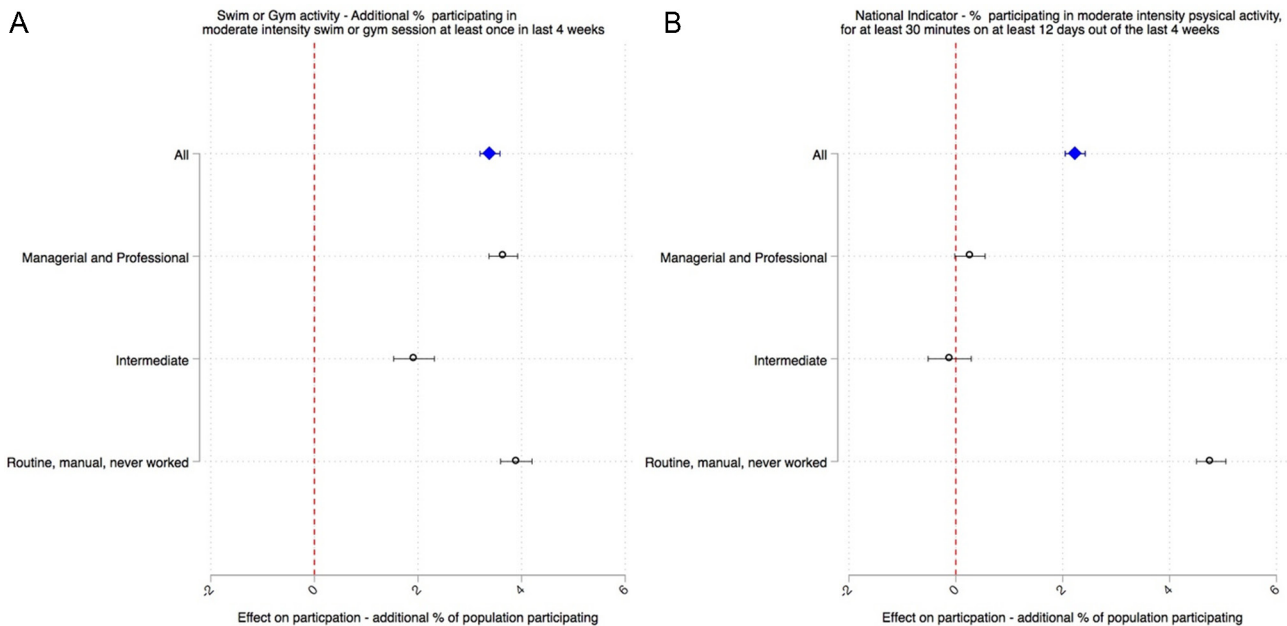 A
Swim or Gym activity - Additional % participating in
moderate intensity swim or gym session at least once in last 4 weeks
All
Managerial and Professional
Intermediate
Routine, manual, never worked
-2
0
2
4
6
Effect on particpation - additional % of population participating
B
National Indicator - % participating in moderate intensity psysical activity,
for at least 30 minutes on at least 12 days out of the last 4 weeks
All
Managerial and Professional
Intermediate
Routine, manual, never worked
-2
0
2
4
6
Effect on particpation - additional % of population participating